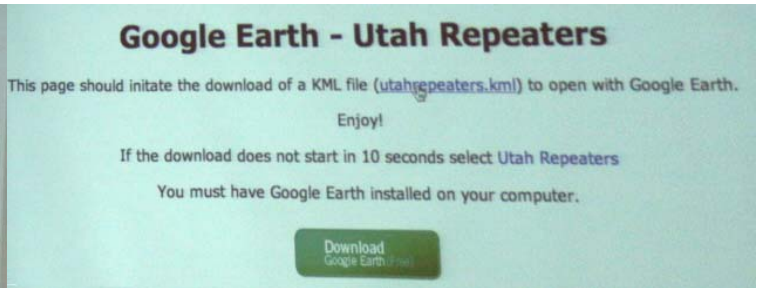 Google Earth - Utah Repeaters
This page should initate the download of a KML file (utahrepeaters.kml) to open with Google Earth.
Enjoy!
If the download does not start in 10 seconds select Utah Repeaters
You must have Google Earth installed on your computer.
Download
Google Earth (Free)